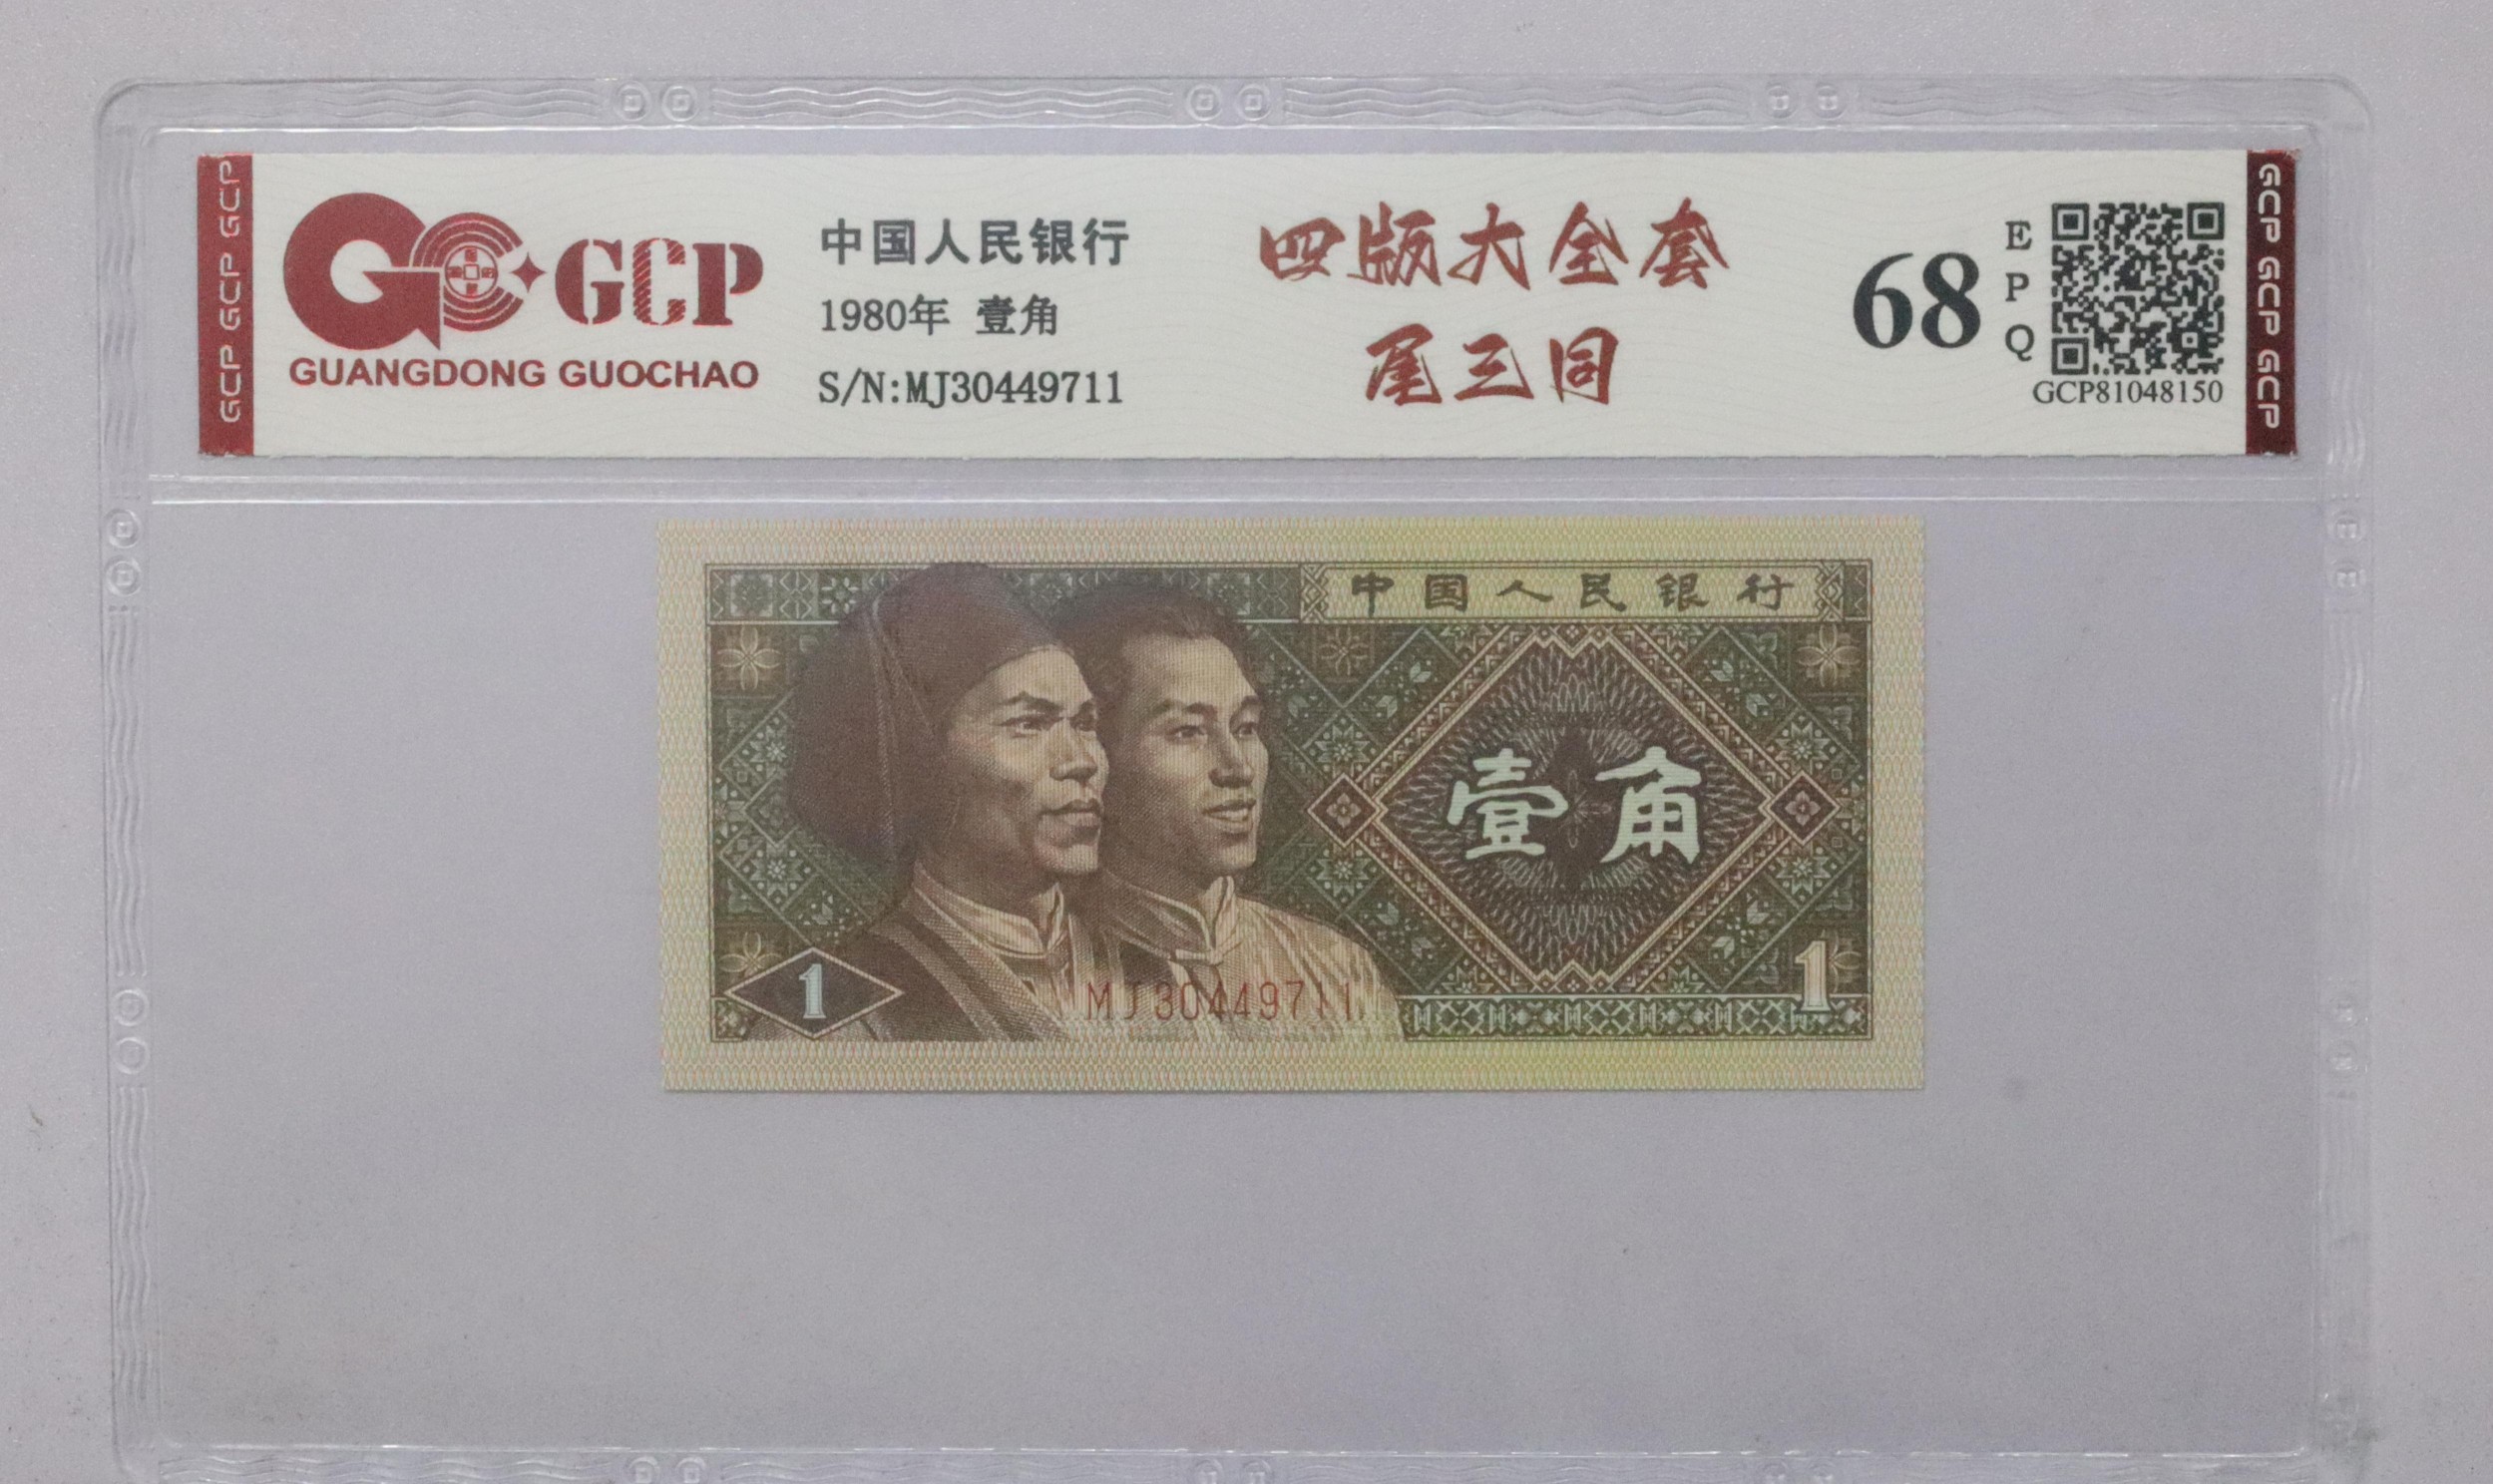 GCP GCP GCP
GCP
GUANGDONG GUOCHAO
中国人民银行
1980年 壹角
S/N:MJ30449711
四版大全套
尾三同
68
E
P
Q
GCP81048150
GCP GCP GCP
中国人民银行
壹角
1
MJ30449711
1